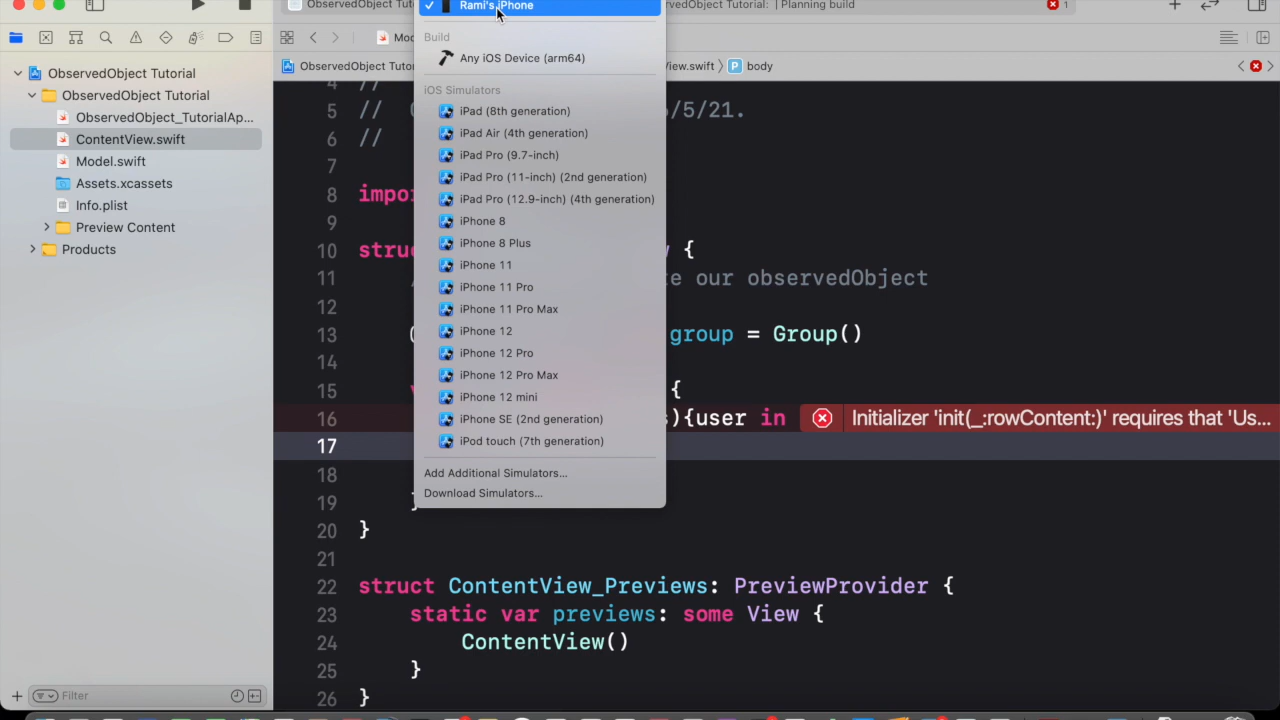 ObservedObject Tuto
Rami's iPhone
vedObject Tutorial: | Planning build
1
Build
Any iOS Device (arm64)
iOS Simulators
iPad (8th generation)
iPad Air (4th generation)
iPad Pro (9.7-inch)
iPad Pro (11-inch) (2nd generation)
iPad Pro (12.9-inch) (4th generation)
iPhone 8
iPhone 8 Plus
iPhone 11
iPhone 11 Pro
iPhone 11 Pro Max
iPhone 12
iPhone 12 Pro
iPhone 12 Pro Max
iPhone 12 mini
iPhone SE (2nd generation)
iPod touch (7th generation)
Add Additional Simulators...
Download Simulators...
ObservedObject Tutorial
ObservedObject Tutorial
ObservedObject_TutorialAp...
ContentView.swift
Model.swift
Assets.xcassets
Info.plist
Preview Content
Products
Filter
Mo
ObservedObject Tuto
iew.swift > P body
4 //
5 // /5/21.
6 //
7
8 impo
9
10 struc {
11 e our observedObject
12
13 group = Group()
14
15 {
16 ){user in
Initializer 'init(_:rowContent:)' requires that 'Us...
17
18
19 }
20 }
21
22 struct ContentView_Previews: PreviewProvider {
23 static var previews: some View {
24 ContentView()
25 }
26 }